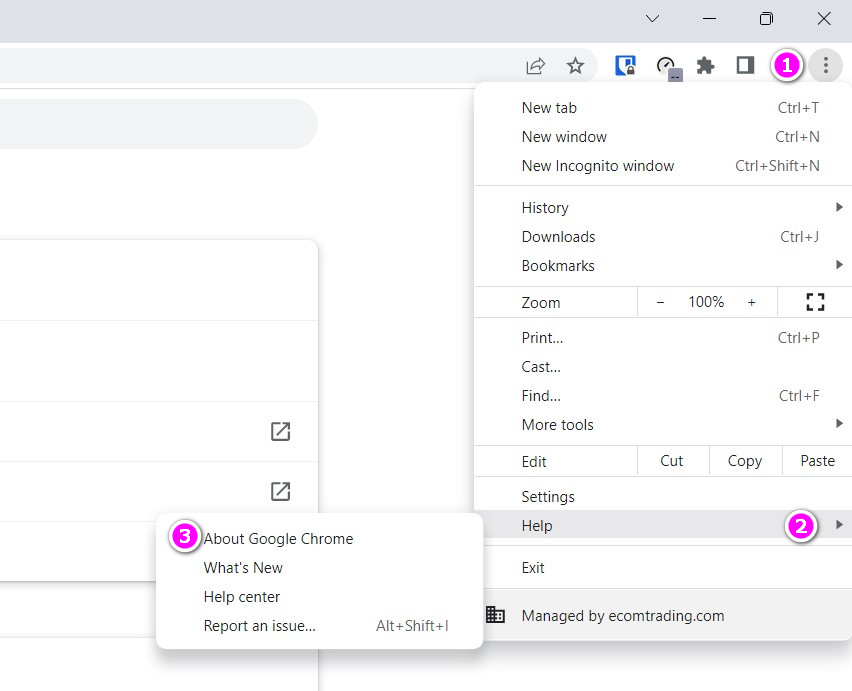 1
New tab Ctrl+T
New window Ctrl+N
New Incognito window Ctrl+Shift+N
History
Downloads Ctrl+J
Bookmarks
Zoom − 100% +
Print... Ctrl+P
Cast...
Find... Ctrl+F
More tools
Edit Cut Copy Paste
Settings
Help 2
3 About Google Chrome
What's New
Help center
Report an issue... Alt+Shift+I
Exit
Managed by ecomtrading.com